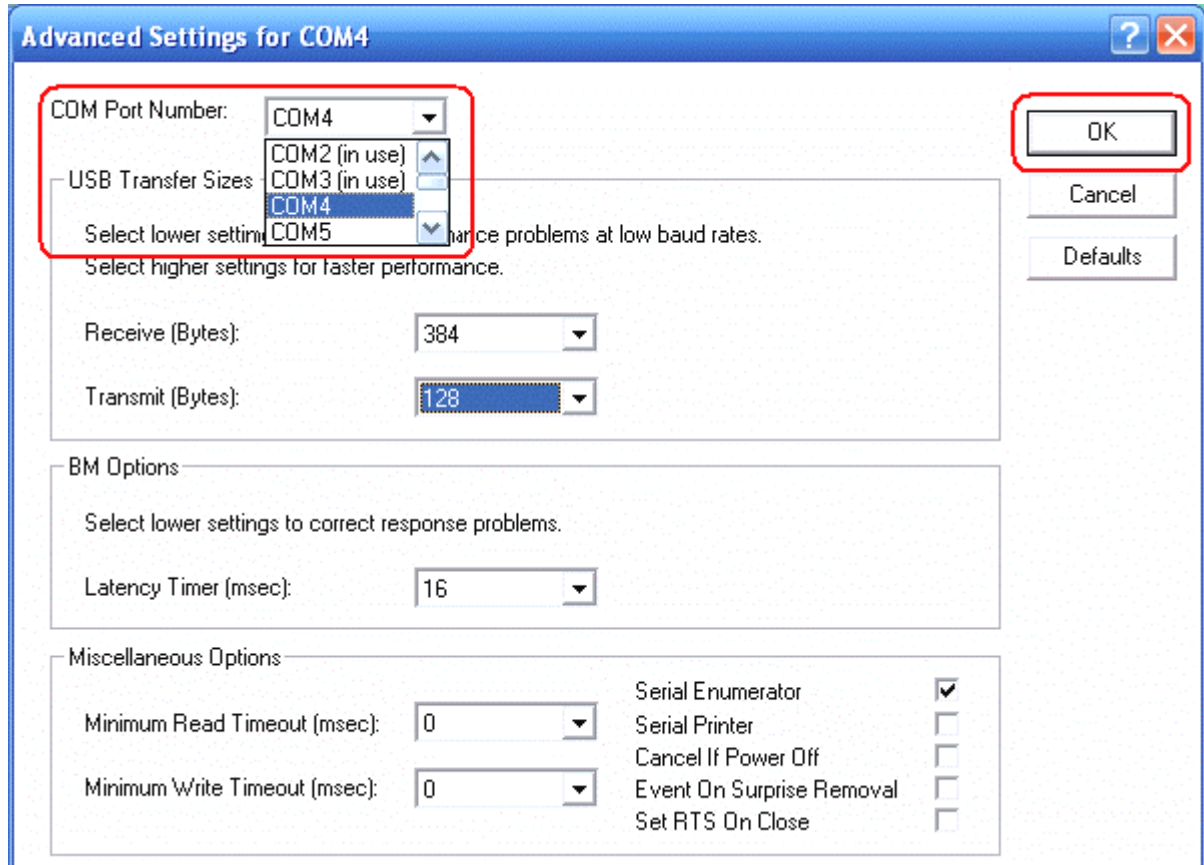 Advanced Settings for COM4
COM Port Number:
COM4
COM2 (in use)
COM3 (in use)
COM4
COM5
OK
Cancel
Defaults
USB Transfer Sizes
Select lower ance problems at low baud rates.
Select higher settings for faster performance.
Receive (Bytes):
384
Transmit (Bytes):
128
BM Options
Select lower settings to correct response problems.
Latency Timer (msec):
16
Miscellaneous Options
Minimum Read Timeout (msec):
0
Minimum Write Timeout (msec):
0
Serial Enumerator
Serial Printer
Cancel If Power Off
Event On Surprise Removal
Set RTS On Close